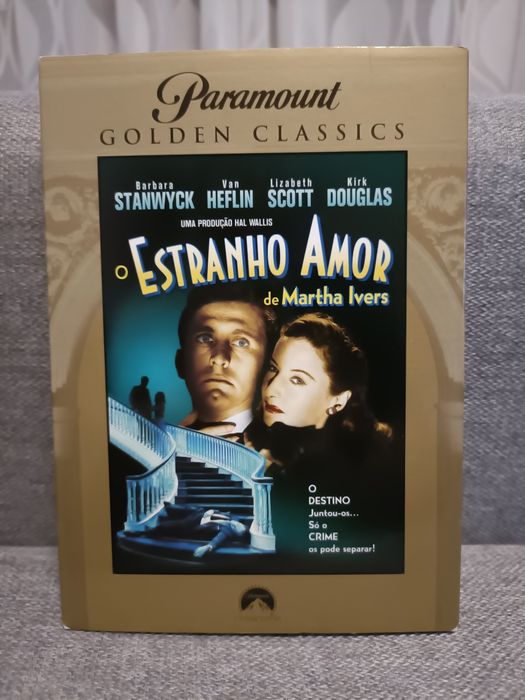 Paramount
GOLDEN CLASSICS
Barbara STANWYCK Van HEFLIN Lizabeth SCOTT Kirk DOUGLAS
UMA PRODUÇÃO HAL WALLIS
O ESTRANHO AMOR
de Martha Ivers
O
DESTINO
Juntou-os...
Só o
CRIME
os pode separar!